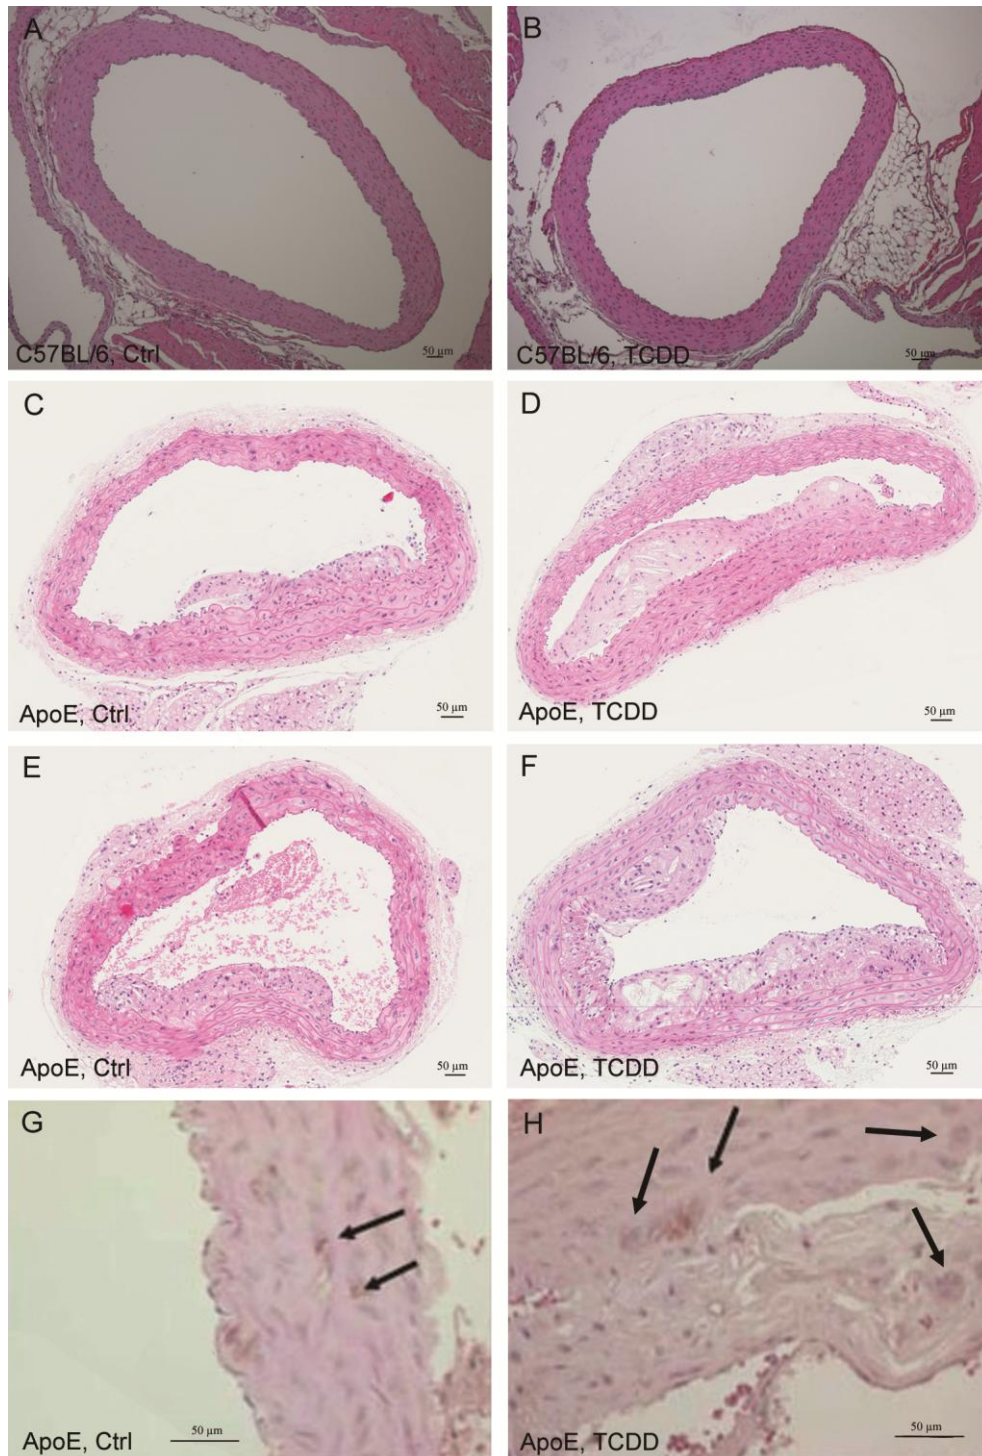 A
C57BL/6, Ctrl
50 µm
B
C57BL/6, TCDD
50 µm
C
ApoE, Ctrl
50 µm
D
ApoE, TCDD
50 µm
E
ApoE, Ctrl
50 µm
F
ApoE, TCDD
50 µm
G
ApoE, Ctrl
50 µm
H
ApoE, TCDD
50 µm